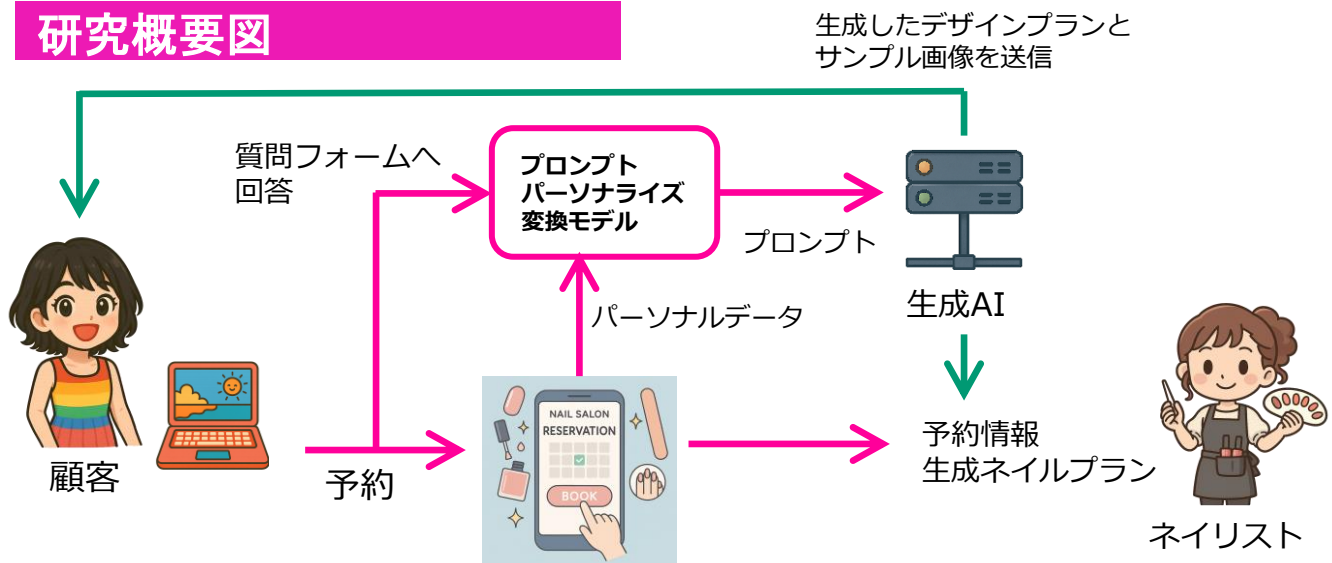 研究概要図
生成したデザインプランと
サンプル画像を送信
質問フォームへ
回答
プロンプト
パーソナライズ
変換モデル
プロンプト
生成AI
パーソナルデータ
顧客
予約
NAIL SALON
RESERVATION
BOOK
予約情報
生成ネイルプラン
ネイリスト